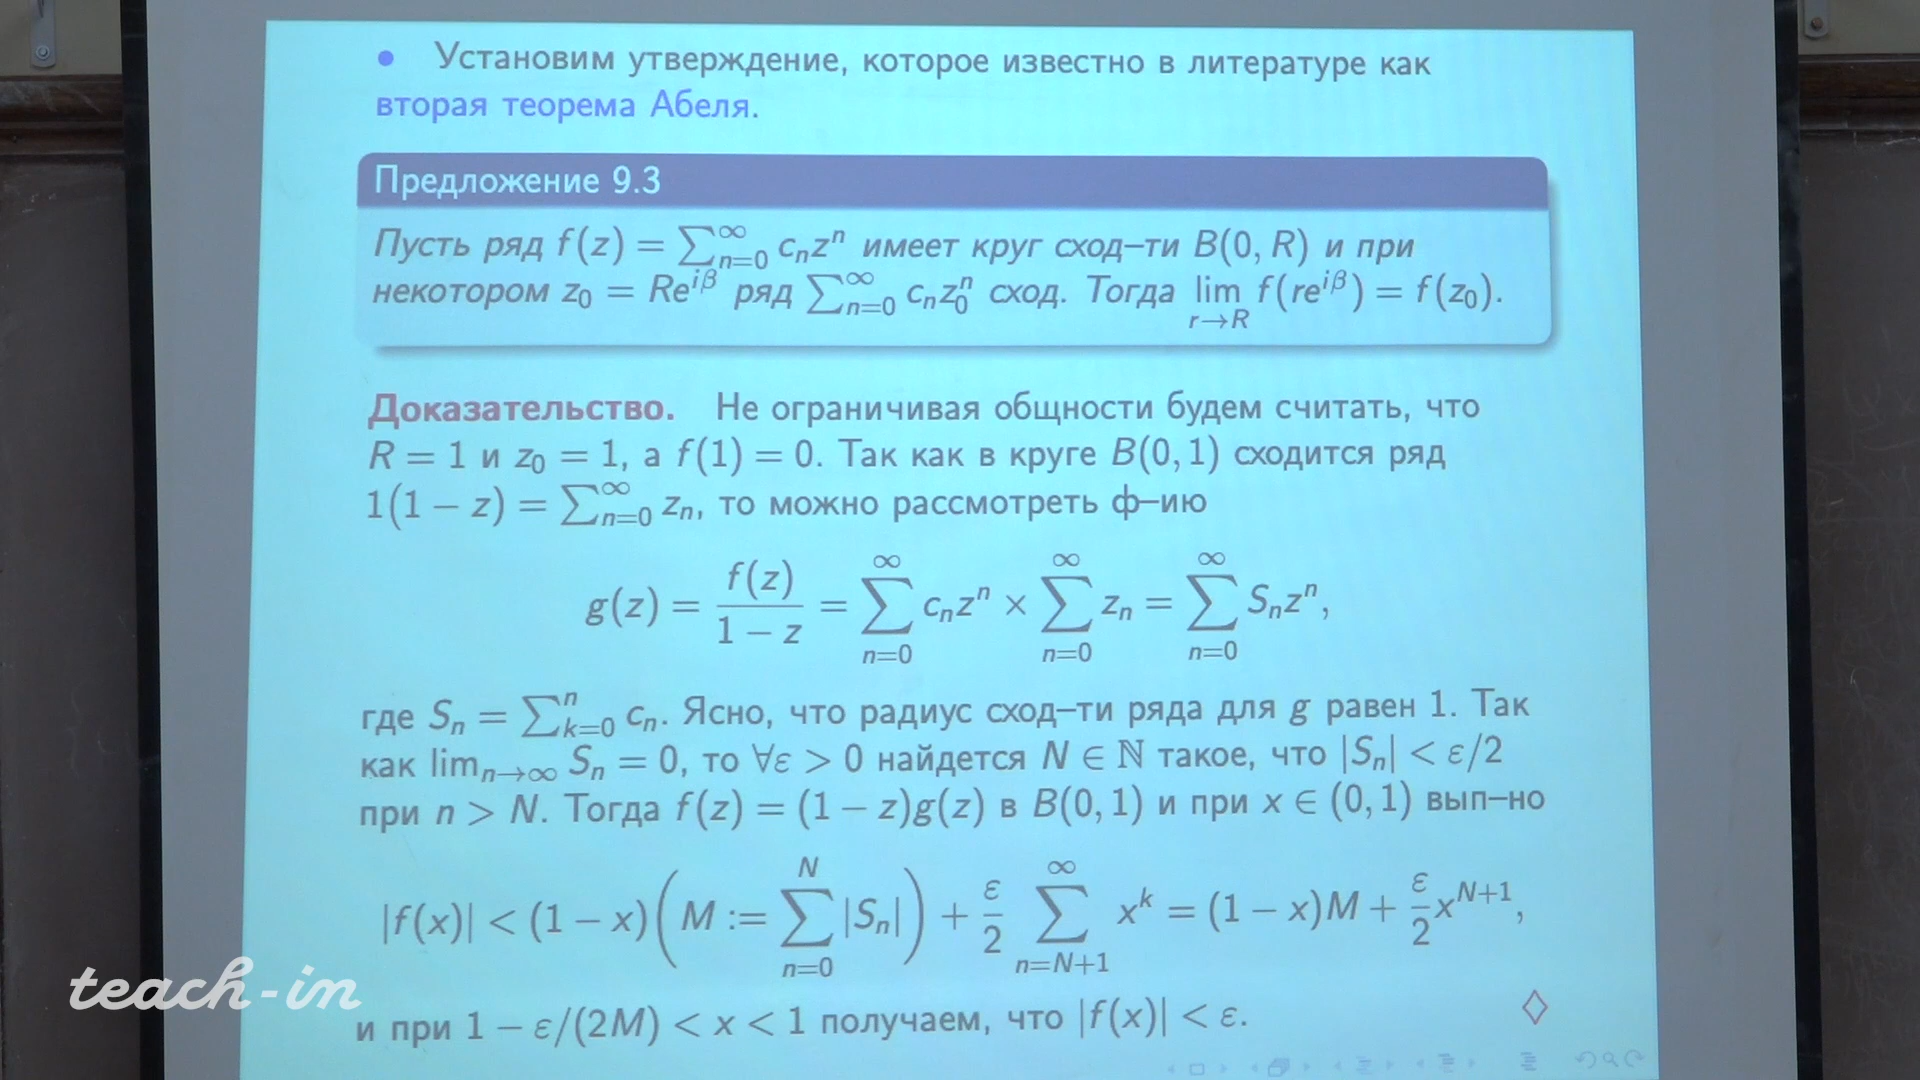 • Установим утверждение, которое известно в литературе как
вторая теорема Абеля.
Предложение 9.3
Пусть ряд f(z) = ∑_{n=0}^{∞} c_n z^n имеет круг сход–ти B(0, R) и при
некотором z_0 = Re^{iβ} ряд ∑_{n=0}^{∞} c_n z_0^n сход. Тогда lim_{r→R} f(re^{iβ}) = f(z_0).
Доказательство. Не ограничивая общности будем считать, что
R = 1 и z_0 = 1, а f(1) = 0. Так как в круге B(0, 1) сходится ряд
1(1 − z) = ∑_{n=0}^{∞} z_n, то можно рассмотреть ф–ию
g(z) = \frac{f(z)}{1 − z} = ∑_{n=0}^{∞} c_n z^n × ∑_{n=0}^{∞} z_n = ∑_{n=0}^{∞} S_n z^n,
где S_n = ∑_{k=0}^{n} c_n. Ясно, что радиус сход–ти ряда для g равен 1. Так
как lim_{n→∞} S_n = 0, то ∀ε > 0 найдется N ∈ ℕ такое, что |S_n| < ε/2
при n > N. Тогда f(z) = (1 − z)g(z) в B(0, 1) и при x ∈ (0, 1) вып–но
|f(x)| < (1 − x)(M := ∑_{n=0}^{N} |S_n|) + \frac{ε}{2} ∑_{n=N+1}^{∞} x^k = (1 − x)M + \frac{ε}{2} x^{N+1},
и при 1 − ε/(2M) < x < 1 получаем, что |f(x)| < ε. ◊
teach-in